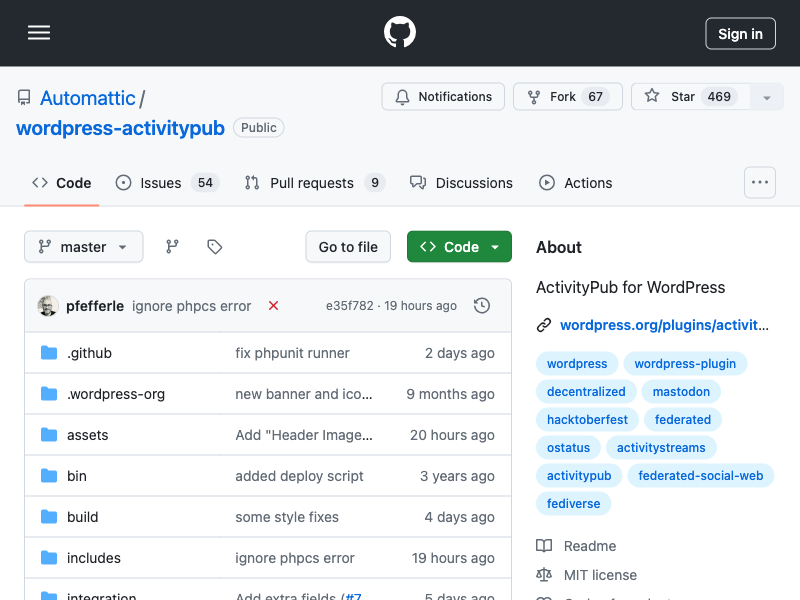 Sign in
Automattic /
wordpress-activitypub Public
Notifications
Fork 67
Star 469
Code
Issues 54
Pull requests 9
Discussions
Actions
master
Go to file
Code
pfefferle ignore phpcs error e35f782 · 19 hours ago
.github fix phpunit runner 2 days ago
.wordpress-org new banner and ico... 9 months ago
assets Add "Header Image... 20 hours ago
bin added deploy script 3 years ago
build some style fixes 4 days ago
includes ignore phpcs error 19 hours ago
integration Add extra fields (#7 5 days ago
About
ActivityPub for WordPress
wordpress.org/plugins/activit...
wordpress wordpress-plugin
decentralized mastodon
hacktoberfest federated
ostatus activitystreams
activitypub federated-social-web
fediverse
Readme
MIT license